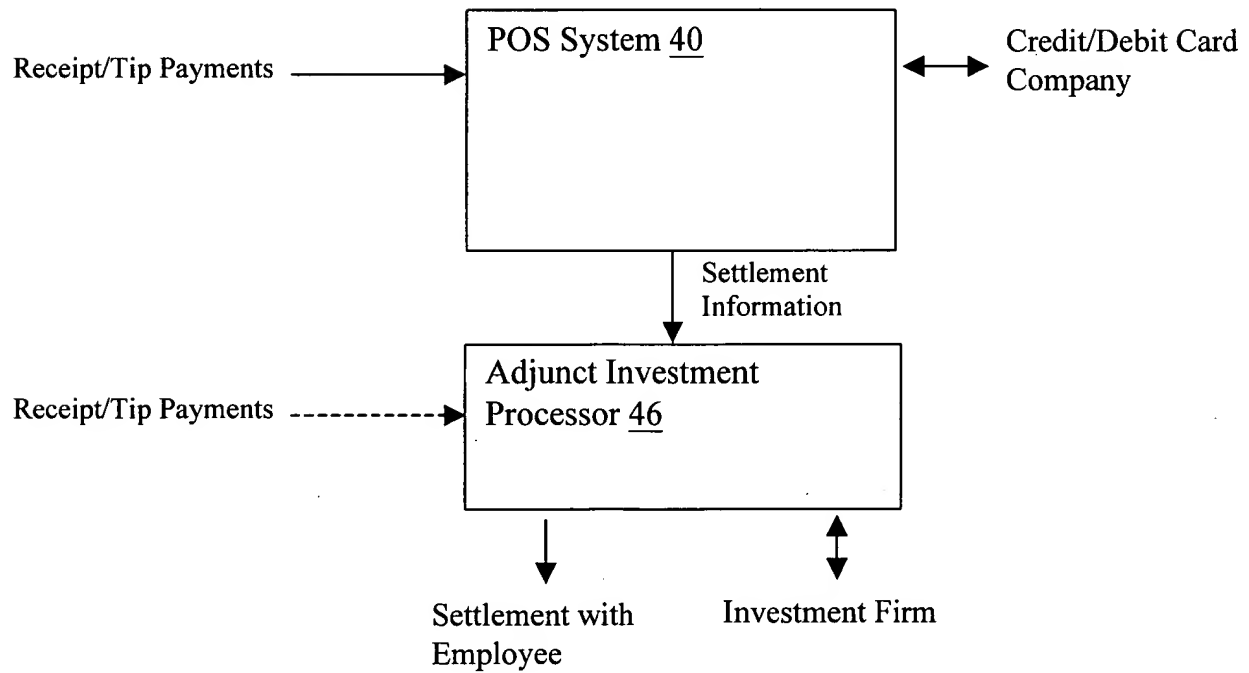 POS System 40
Receipt/Tip Payments
Credit/Debit Card
Company
Settlement
Information
Adjunct Investment
Processor 46
Receipt/Tip Payments
Settlement with
Employee
Investment Firm